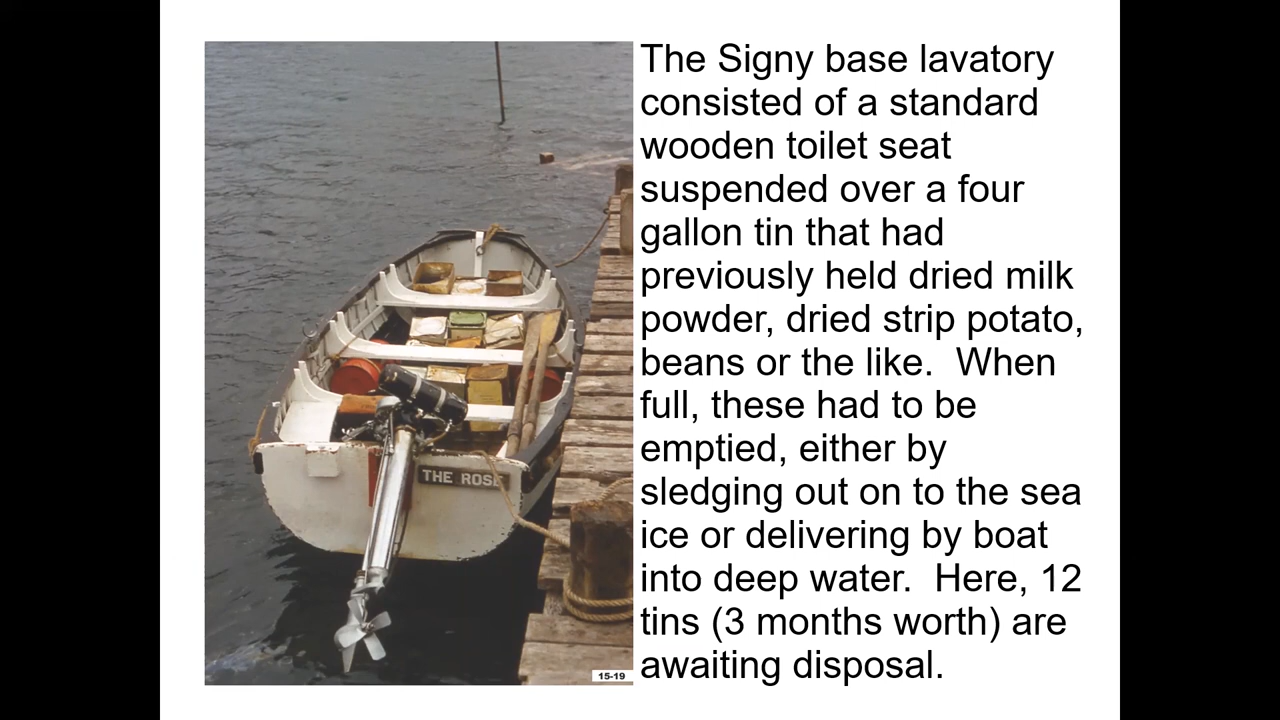 The Signy base lavatory
consisted of a standard
wooden toilet seat
suspended over a four
gallon tin that had
previously held dried milk
powder, dried strip potato,
beans or the like.  When
full, these had to be
emptied, either by
sledging out on to the sea
ice or delivering by boat
into deep water.  Here, 12
tins (3 months worth) are
awaiting disposal.
THE ROSE
15-19